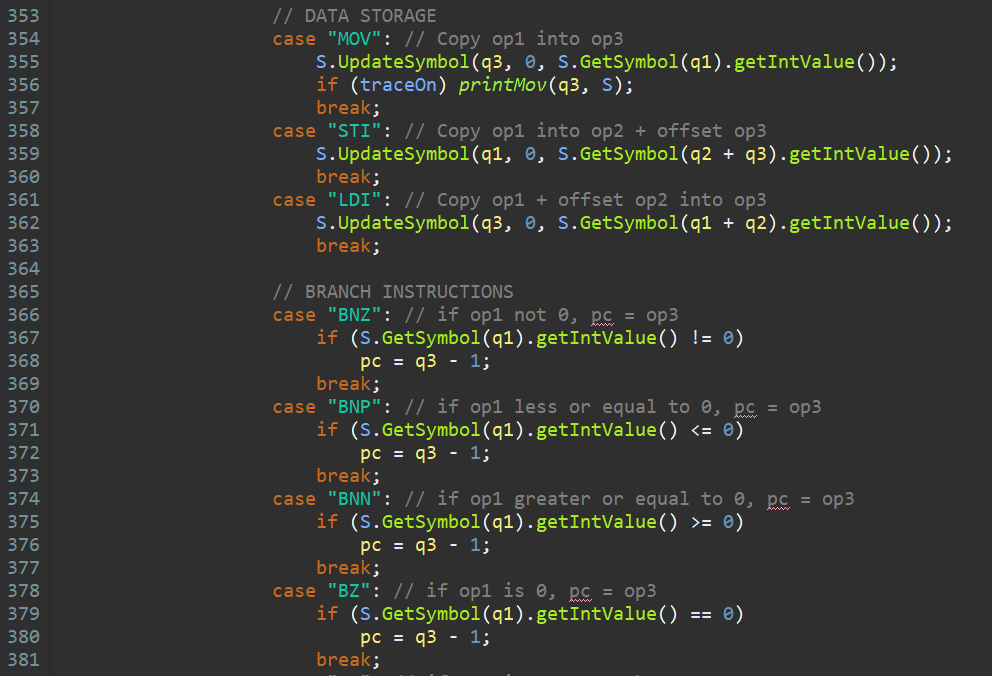 353 // DATA STORAGE
354 case "MOV": // Copy op1 into op3
355 S.UpdateSymbol(q3, 0, S.GetSymbol(q1).getIntValue());
356 if (traceOn) printMov(q3, S);
357 break;
358 case "STI": // Copy op1 into op2 + offset op3
359 S.UpdateSymbol(q1, 0, S.GetSymbol(q2 + q3).getIntValue());
360 break;
361 case "LDI": // Copy op1 + offset op2 into op3
362 S.UpdateSymbol(q3, 0, S.GetSymbol(q1 + q2).getIntValue());
363 break;
364
365 // BRANCH INSTRUCTIONS
366 case "BNZ": // if op1 not 0, pc = op3
367 if (S.GetSymbol(q1).getIntValue() != 0)
368 pc = q3 - 1;
369 break;
370 case "BNP": // if op1 less or equal to 0, pc = op3
371 if (S.GetSymbol(q1).getIntValue() <= 0)
372 pc = q3 - 1;
373 break;
374 case "BNN": // if op1 greater or equal to 0, pc = op3
375 if (S.GetSymbol(q1).getIntValue() >= 0)
376 pc = q3 - 1;
377 break;
378 case "BZ": // if op1 is 0, pc = op3
379 if (S.GetSymbol(q1).getIntValue() == 0)
380 pc = q3 - 1;
381 break;